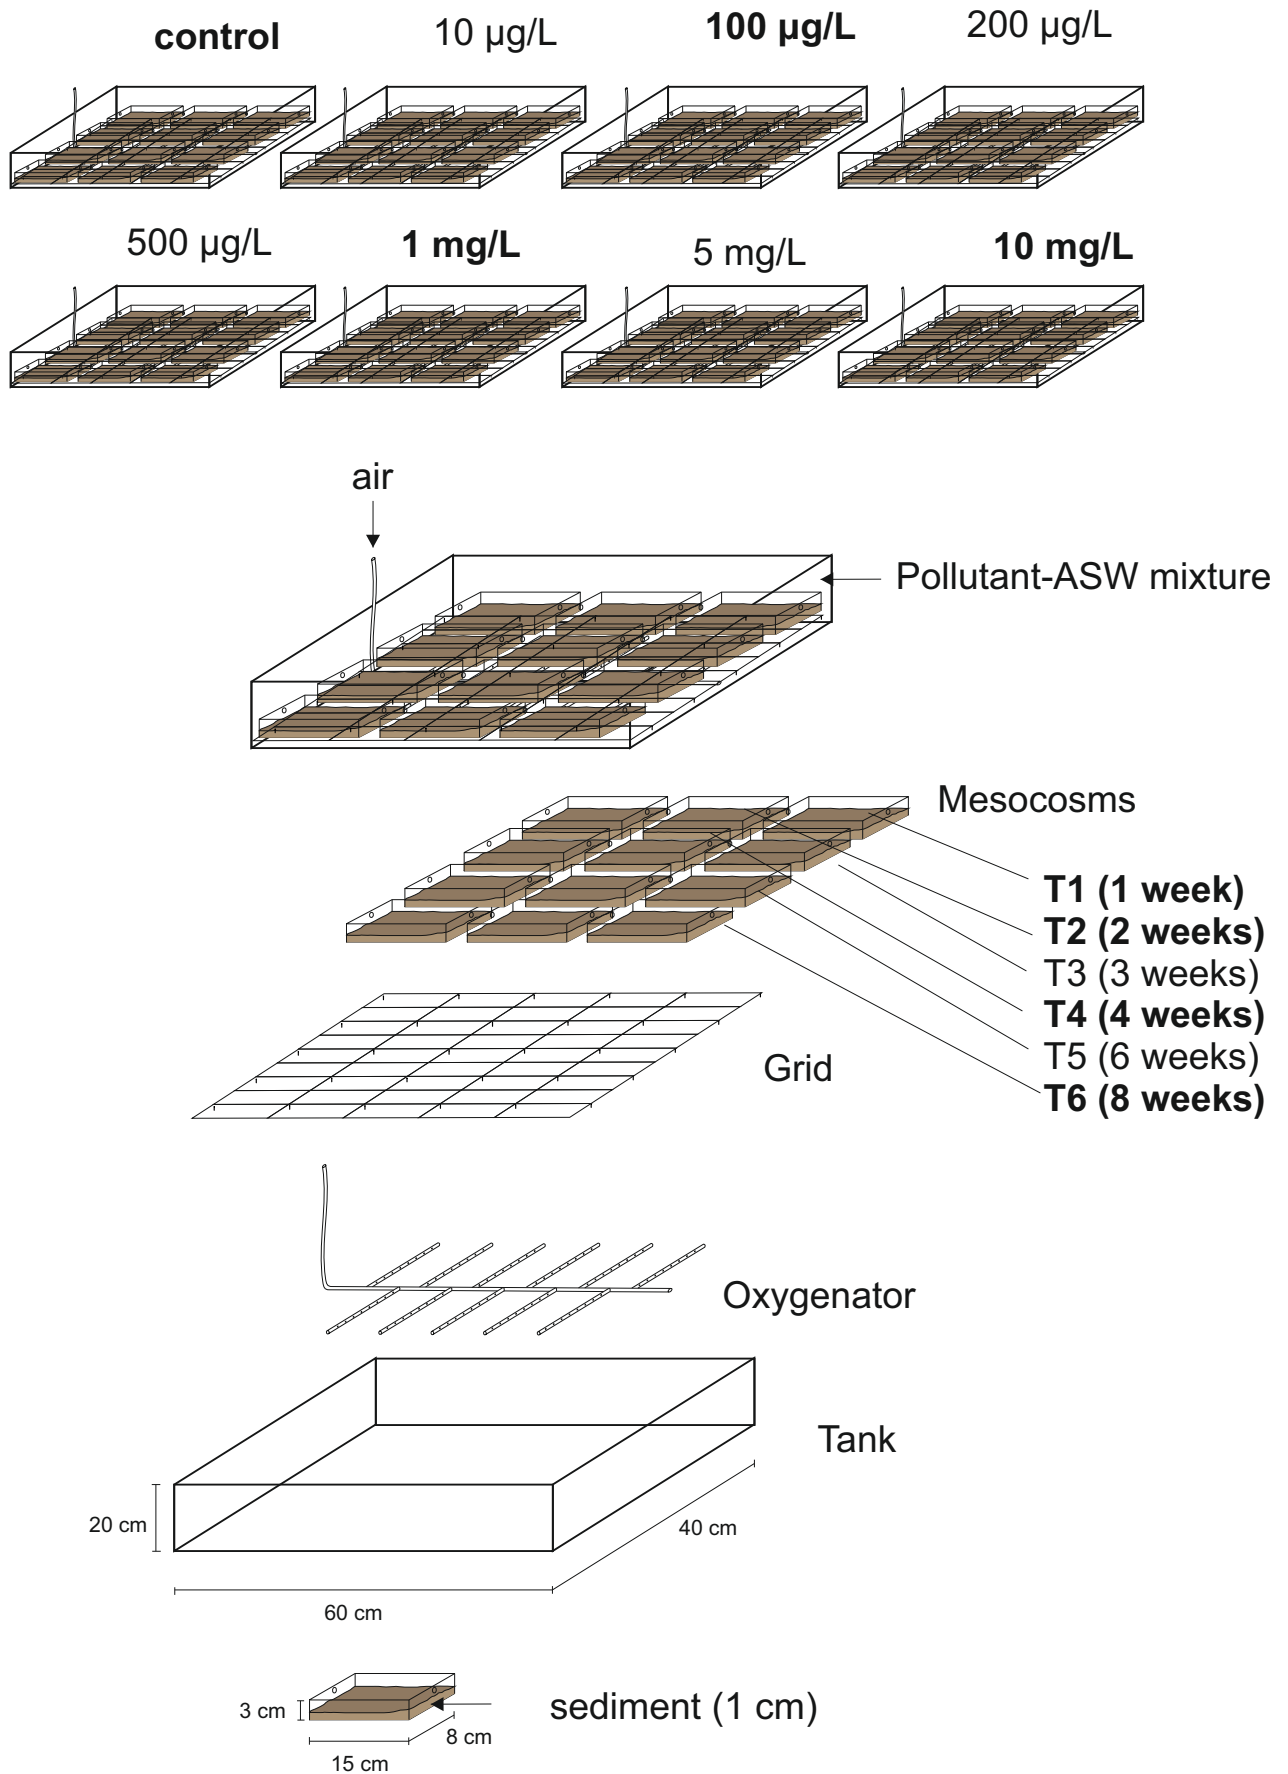 control
10 µg/L
100 µg/L
200 µg/L
500 µg/L
1 mg/L
5 mg/L
10 mg/L
air
Pollutant-ASW mixture
Mesocosms
T1 (1 week)
T2 (2 weeks)
T3 (3 weeks)
T4 (4 weeks)
T5 (6 weeks)
T6 (8 weeks)
Grid
Oxygenator
Tank
20 cm
40 cm
60 cm
sediment (1 cm)
3 cm
8 cm
15 cm